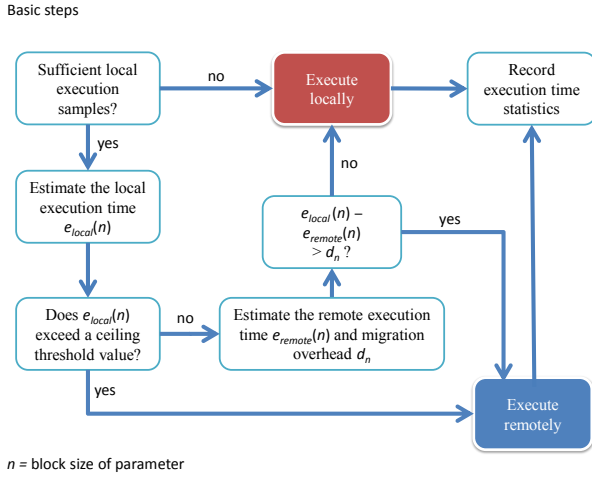 Basic steps
Sufficient local
execution
samples?
no
Execute
locally
Record
execution time
statistics
yes
Estimate the local
execution time
e_local(n)
no
e_local(n) –
e_remote(n)
> d_n ?
yes
Does e_local(n)
exceed a ceiling
threshold value?
no
Estimate the remote execution
time e_remote(n) and migration
overhead d_n
yes
Execute
remotely
n = block size of parameter